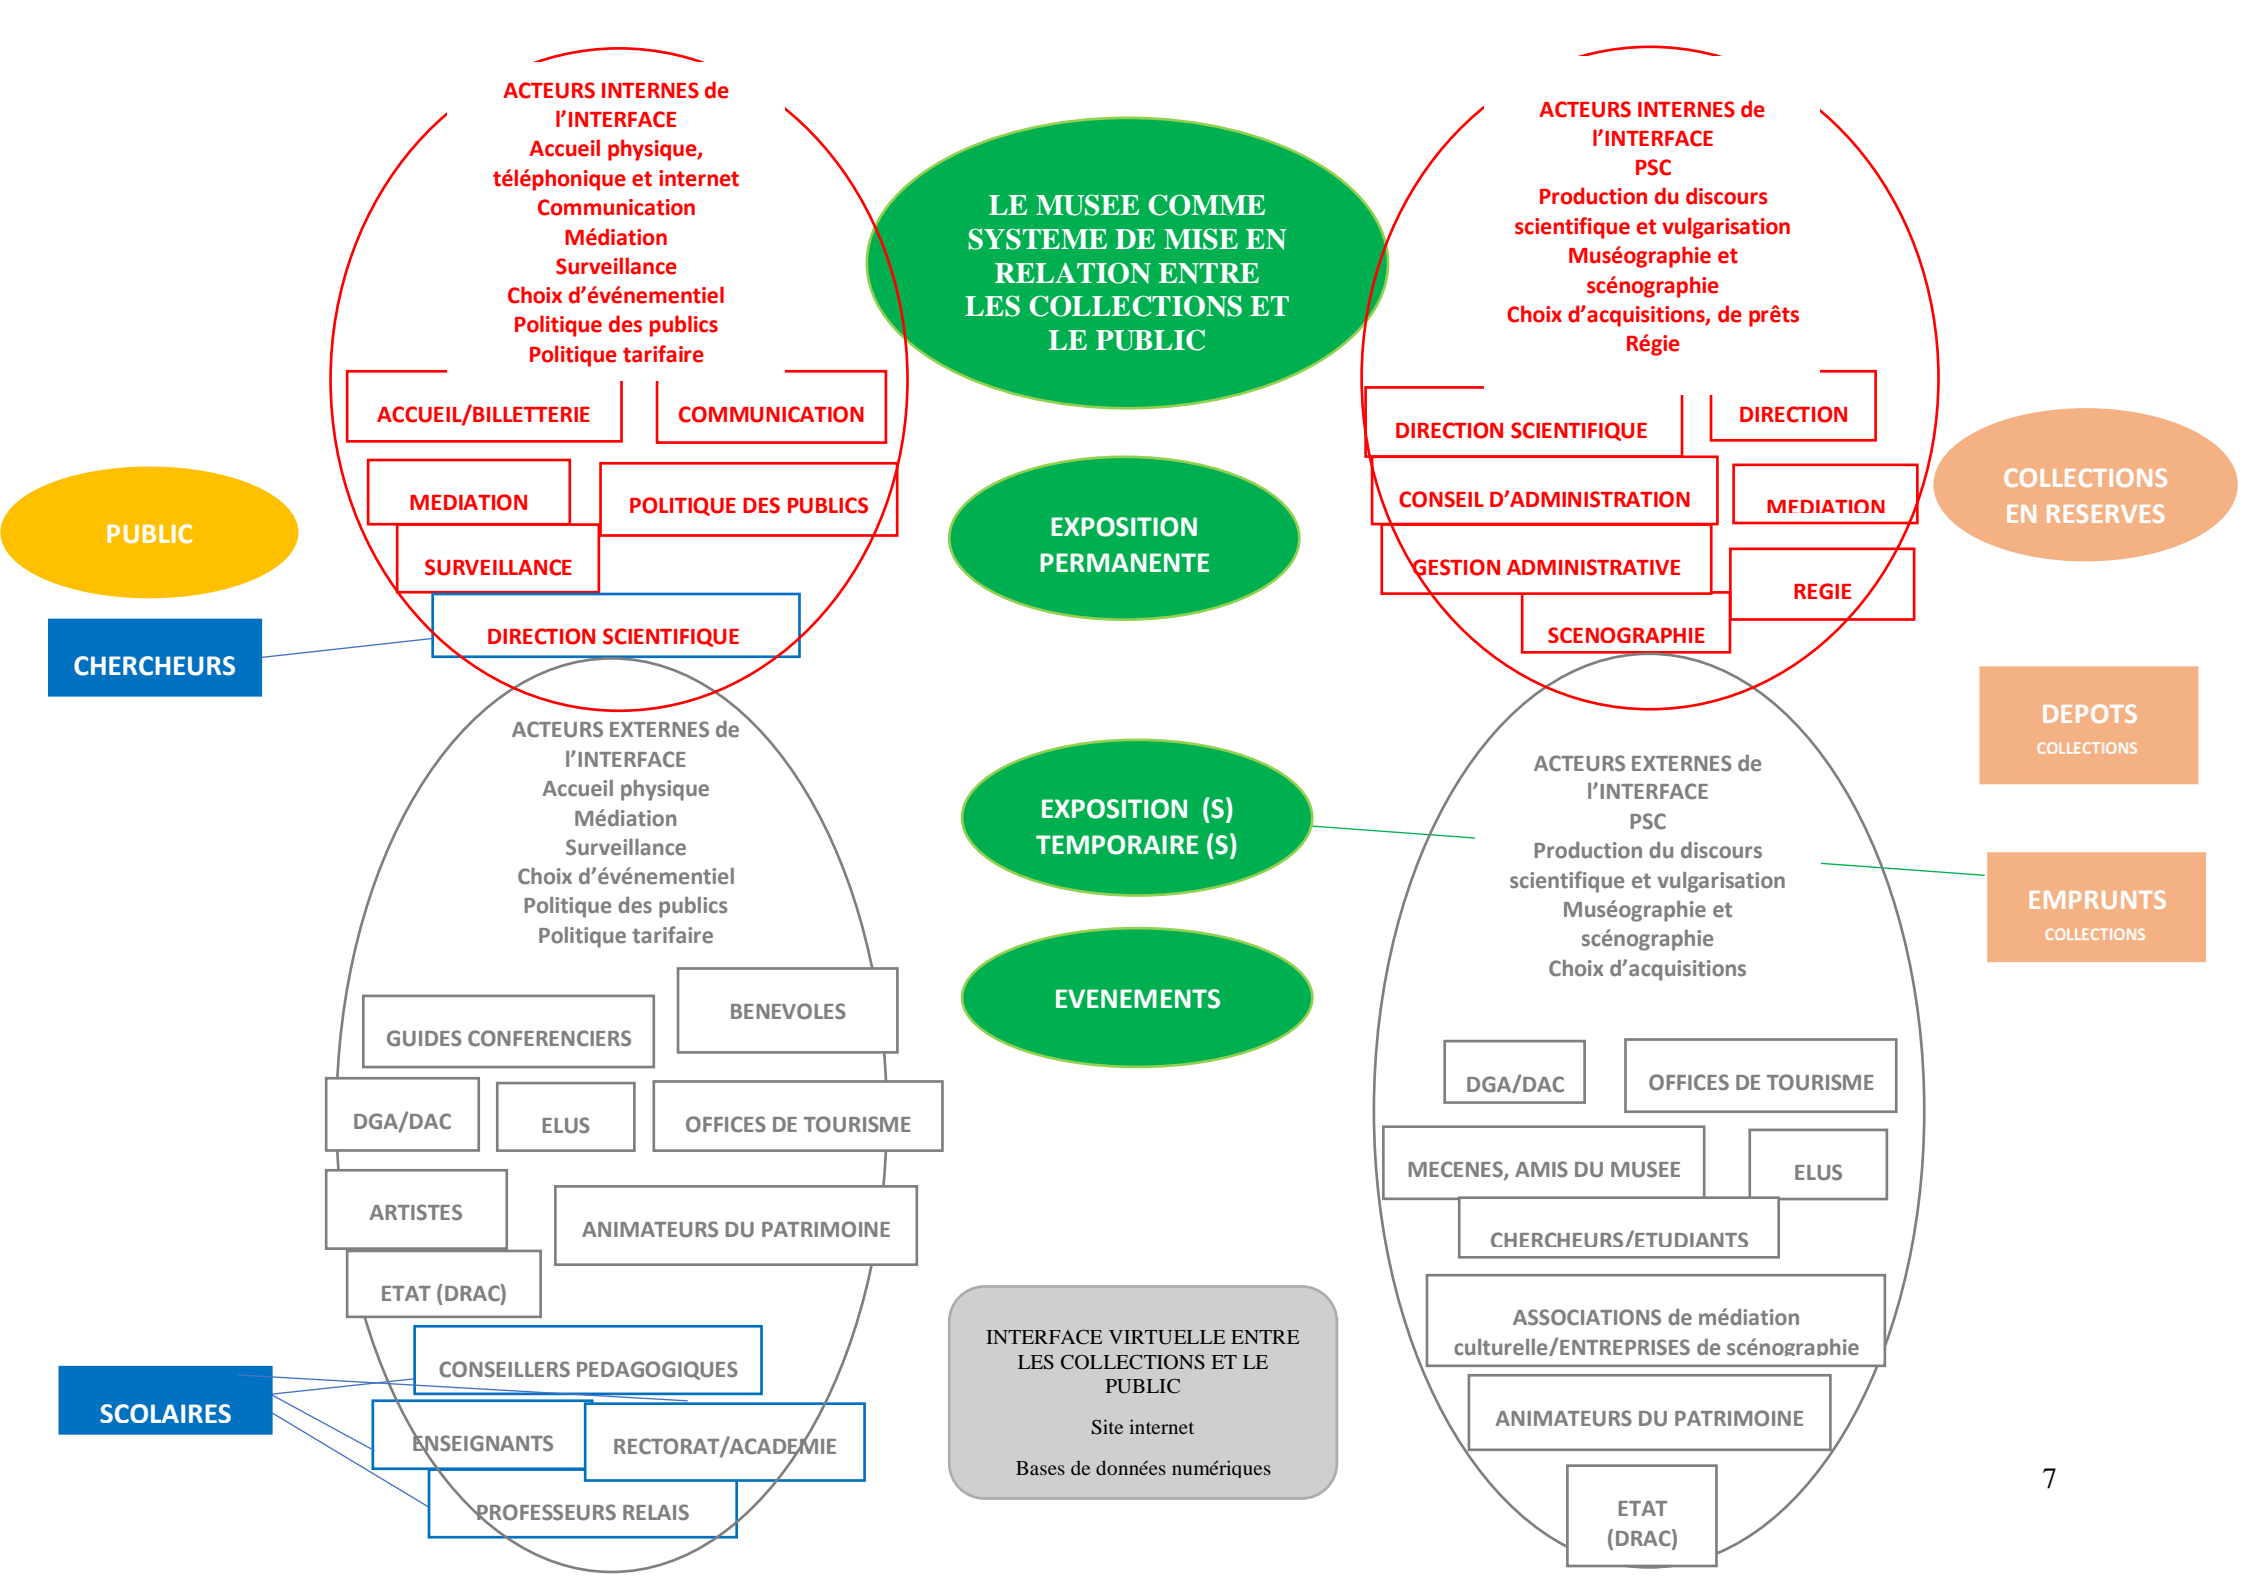 ACTEURS INTERNES de
l’INTERFACE
Accueil physique,
téléphonique et internet
Communication
Médiation
Surveillance
Choix d’événementiel
Politique des publics
Politique tarifaire
ACCUEIL/BILLETTERIE
COMMUNICATION
MEDIATION
POLITIQUE DES PUBLICS
SURVEILLANCE
DIRECTION SCIENTIFIQUE
PUBLIC
CHERCHEURS
LE MUSEE COMME
SYSTEME DE MISE EN
RELATION ENTRE
LES COLLECTIONS ET
LE PUBLIC
EXPOSITION
PERMANENTE
EXPOSITION (S)
TEMPORAIRE (S)
EVENEMENTS
ACTEURS INTERNES de
l’INTERFACE
PSC
Production du discours
scientifique et vulgarisation
Muséographie et
scénographie
Choix d’acquisitions, de prêts
Régie
DIRECTION SCIENTIFIQUE
DIRECTION
CONSEIL D’ADMINISTRATION
MEDIATION
GESTION ADMINISTRATIVE
REGIE
SCENOGRAPHIE
COLLECTIONS
EN RESERVES
DEPOTS
COLLECTIONS
EMPRUNTS
COLLECTIONS
ACTEURS EXTERNES de
l’INTERFACE
Accueil physique
Médiation
Surveillance
Choix d’événementiel
Politique des publics
Politique tarifaire
BENEVOLES
GUIDES CONFERENCIERS
DGA/DAC
ELUS
OFFICES DE TOURISME
ARTISTES
ANIMATEURS DU PATRIMOINE
ETAT (DRAC)
CONSEILLERS PEDAGOGIQUES
SCOLAIRES
ENSEIGNANTS
RECTORAT/ACADEMIE
PROFESSEURS RELAIS
INTERFACE VIRTUELLE ENTRE
LES COLLECTIONS ET LE
PUBLIC
Site internet
Bases de données numériques
ACTEURS EXTERNES de
l’INTERFACE
PSC
Production du discours
scientifique et vulgarisation
Muséographie et
scénographie
Choix d’acquisitions
DGA/DAC
OFFICES DE TOURISME
MECENES, AMIS DU MUSEE
ELUS
CHERCHEURS/ETUDIANTS
ASSOCIATIONS de médiation
culturelle/ENTREPRISES de scénographie
ANIMATEURS DU PATRIMOINE
ETAT
(DRAC)
7